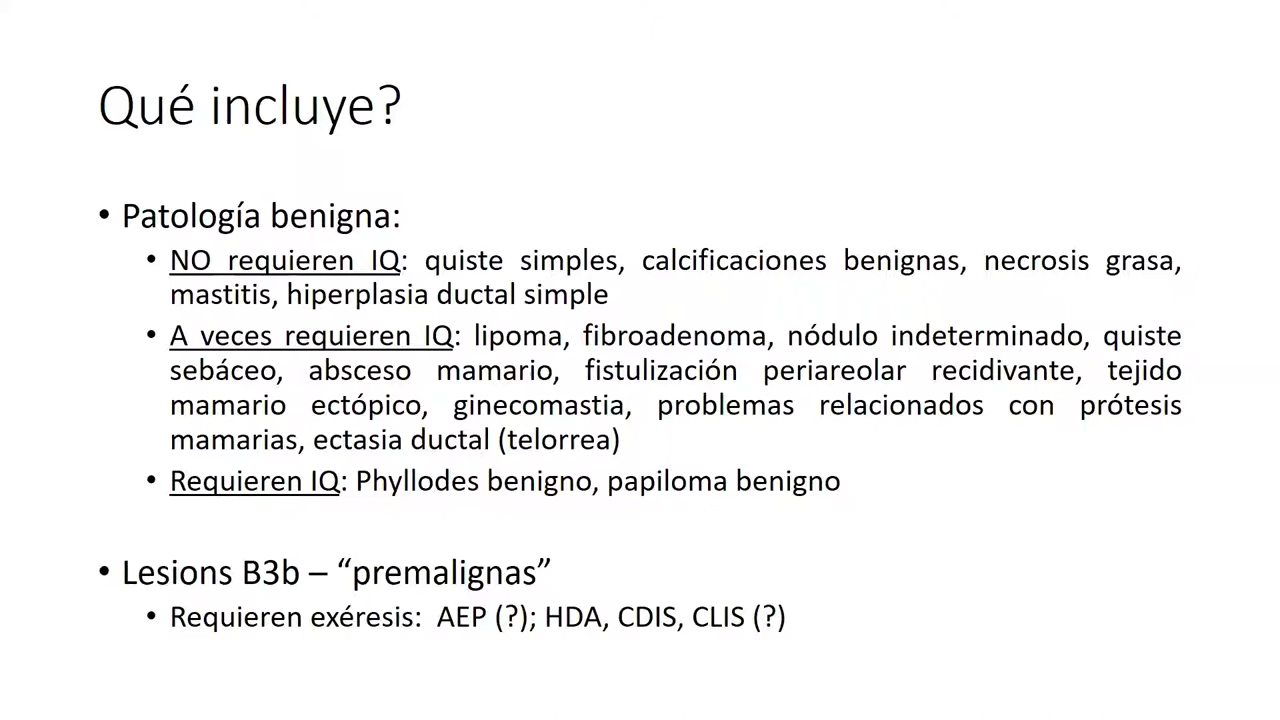 Qué incluye?
• Patología benigna:
• NO requieren IQ: quiste simples, calcificaciones benignas, necrosis grasa,
mastitis, hiperplasia ductal simple
• A veces requieren IQ: lipoma, fibroadenoma, nódulo indeterminado, quiste
sebáceo, absceso mamario, fistulización periareolar recidivante, tejido
mamario ectópico, ginecomastia, problemas relacionados con prótesis
mamarias, ectasia ductal (telorrea)
• Requieren IQ: Phyllodes benigno, papiloma benigno
• Lesions B3b – “premalignas”
• Requieren exéresis: AEP (?); HDA, CDIS, CLIS (?)